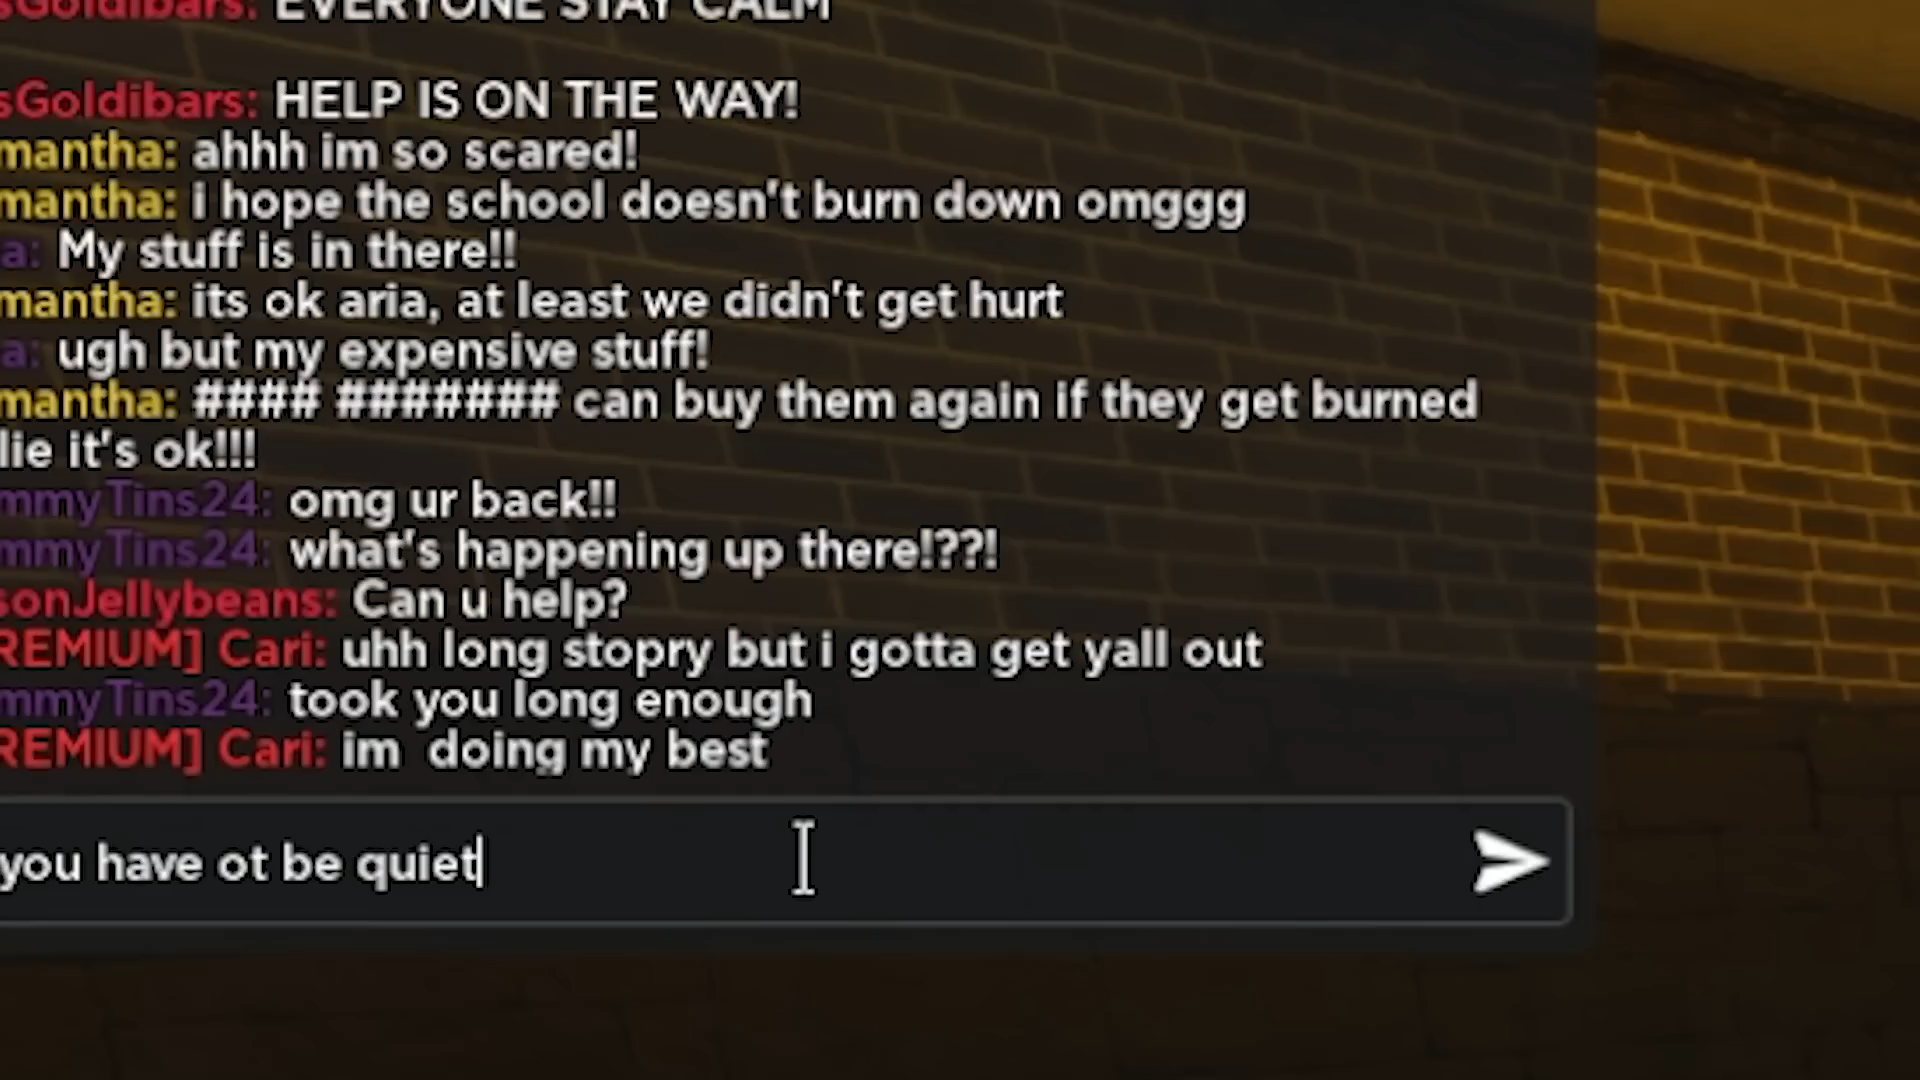 sGoldibars: EVERYONE STAY CALM
sGoldibars: HELP IS ON THE WAY!
mantha: ahhh im so scared!
mantha: i hope the school doesn't burn down omggg
a: My stuff is in there!!
mantha: its ok aria, at least we didn't get hurt
a: ugh but my expensive stuff!
mantha: #### ####### can buy them again if they get burned
lie it's ok!!!
mmyTins24: omg ur back!!
mmyTins24: what's happening up there!??!
sonJellybeans: Can u help?
REMIUM] Cari: uhh long stopry but i gotta get yall out
mmyTins24: took you long enough
REMIUM] Cari: im  doing my best
you have ot be quiet